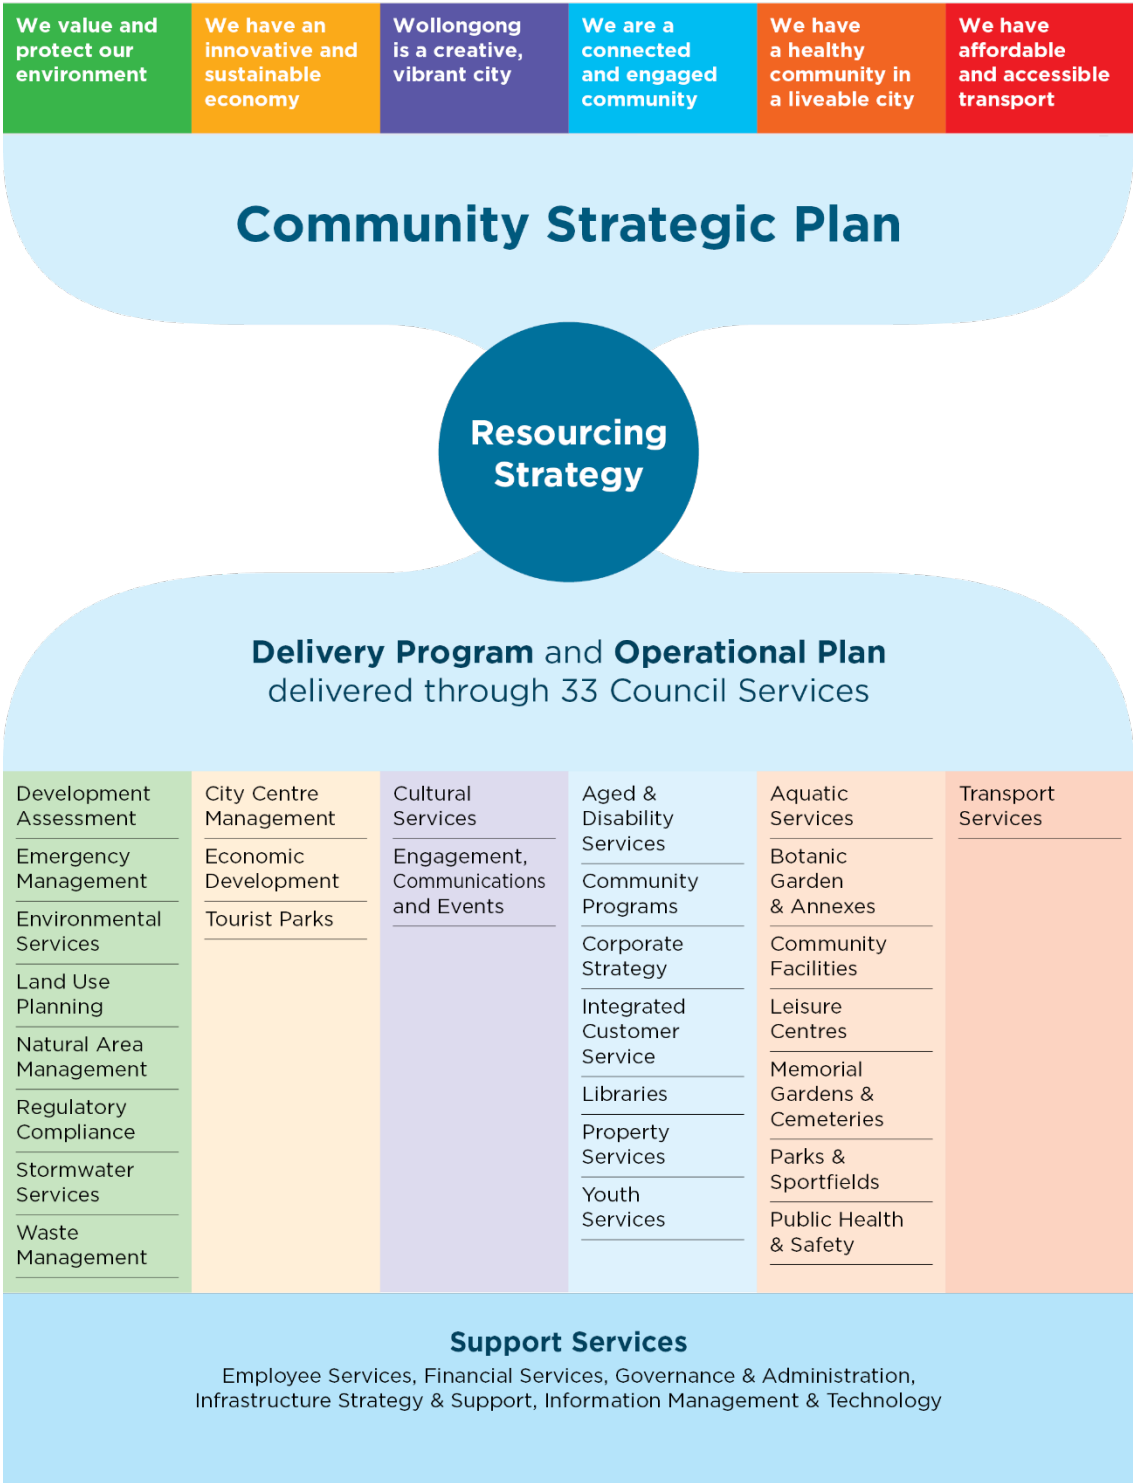 We value and
protect our
environment
We have an
innovative and
sustainable
economy
Wollongong
is a creative,
vibrant city
We are a
connected
and engaged
community
We have
a healthy
community in
a liveable city
We have
affordable
and accessible
transport
Community Strategic Plan
Resourcing
Strategy
Delivery Program and Operational Plan
delivered through 33 Council Services
Development
Assessment
Emergency
Management
Environmental
Services
Land Use
Planning
Natural Area
Management
Regulatory
Compliance
Stormwater
Services
Waste
Management
City Centre
Management
Economic
Development
Tourist Parks
Cultural
Services
Engagement,
Communications
and Events
Aged &
Disability
Services
Community
Programs
Corporate
Strategy
Integrated
Customer
Service
Libraries
Property
Services
Youth
Services
Aquatic
Services
Botanic
Garden
& Annexes
Community
Facilities
Leisure
Centres
Memorial
Gardens &
Cemeteries
Parks &
Sportfields
Public Health
& Safety
Transport
Services
Support Services
Employee Services, Financial Services, Governance & Administration,
Infrastructure Strategy & Support, Information Management & Technology